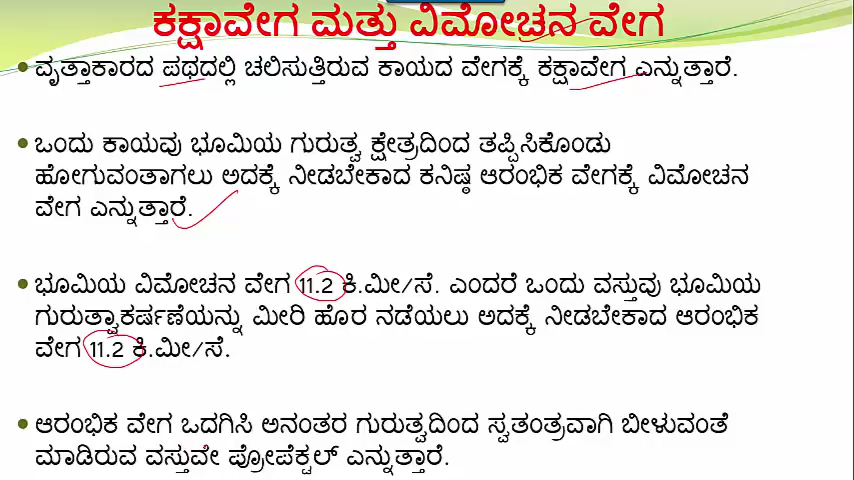 ಕಕ್ಷಾವೇಗ ಮತ್ತು ವಿಮೋಚನ ವೇಗ
ವೃತ್ತಾಕಾರದ ಪಥದಲ್ಲಿ ಚಲಿಸುತ್ತಿರುವ ಕಾಯದ ವೇಗಕ್ಕೆ ಕಕ್ಷಾವೇಗ ಎನ್ನುತ್ತಾರೆ.
ಒಂದು ಕಾಯವು ಭೂಮಿಯ ಗುರುತ್ವ ಕ್ಷೇತ್ರದಿಂದ ತಪ್ಪಿಸಿಕೊಂಡು
ಹೋಗುವಂತಾಗಲು ಅದಕ್ಕೆ ನೀಡಬೇಕಾದ ಕನಿಷ್ಠ ಆರಂಭಿಕ ವೇಗಕ್ಕೆ ವಿಮೋಚನ
ವೇಗ ಎನ್ನುತ್ತಾರೆ.
ಭೂಮಿಯ ವಿಮೋಚನ ವೇಗ 11.2 ಕಿ.ಮೀ/ಸೆ. ಎಂದರೆ ಒಂದು ವಸ್ತುವು ಭೂಮಿಯ
ಗುರುತ್ವಾಕರ್ಷಣೆಯನ್ನು ಮೀರಿ ಹೊರ ನಡೆಯಲು ಅದಕ್ಕೆ ನೀಡಬೇಕಾದ ಆರಂಭಿಕ
ವೇಗ 11.2 ಕಿ.ಮೀ/ಸೆ.
ಆರಂಭಿಕ ವೇಗ ಒದಗಿಸಿ ಅನಂತರ ಗುರುತ್ವದಿಂದ ಸ್ವತಂತ್ರವಾಗಿ ಬೀಳುವಂತೆ
ಮಾಡಿರುವ ವಸ್ತುವೇ ಪ್ರೋಪೆಕ್ಟಲ್ ಎನ್ನುತ್ತಾರೆ.